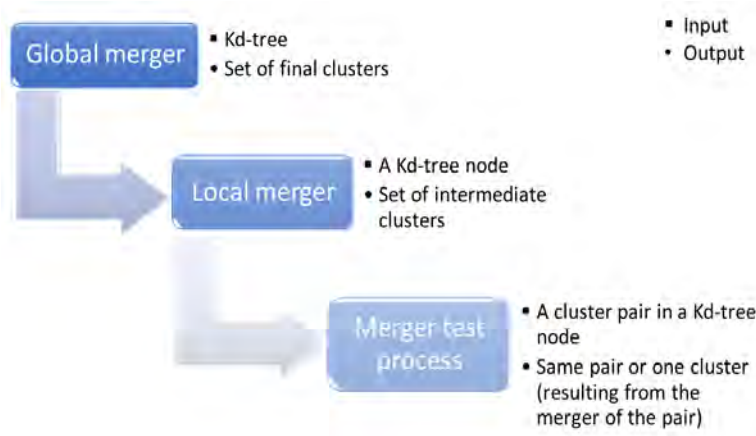 Global merger
▪ Kd-tree
• Set of final clusters
▪ Input
• Output
Local merger
▪ A Kd-tree node
▪ Set of intermediate
clusters
Merger test
process
▪ A cluster pair in a Kd-tree
node
• Same pair or one cluster
(resulting from the
merger of the pair)